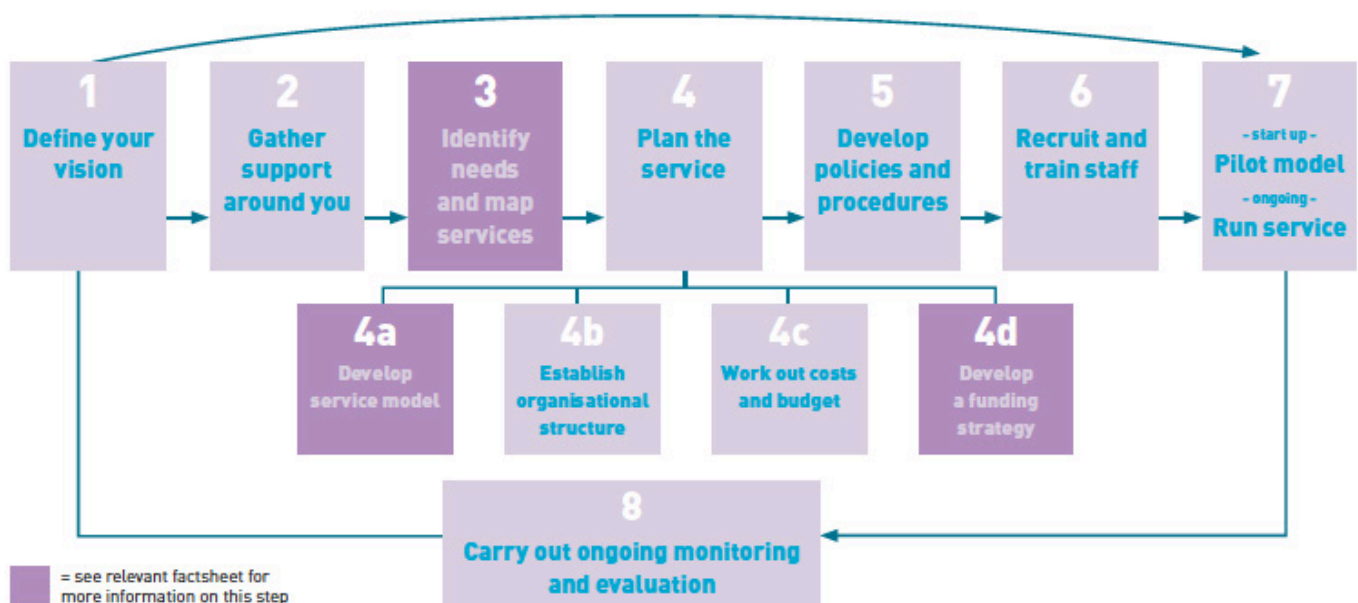 1
Define your
vision
2
Gather
support
around you
3
Identify
needs
and map
services
4
Plan the
service
5
Develop
policies and
procedures
6
Recruit and
train staff
7
- start up -
Pilot model
- ongoing -
Run service
4a
Develop
service model
4b
Establish
organisational
structure
4c
Work out costs
and budget
4d
Develop
a funding
strategy
8
Carry out ongoing monitoring
and evaluation
= see relevant factsheet for
more information on this step